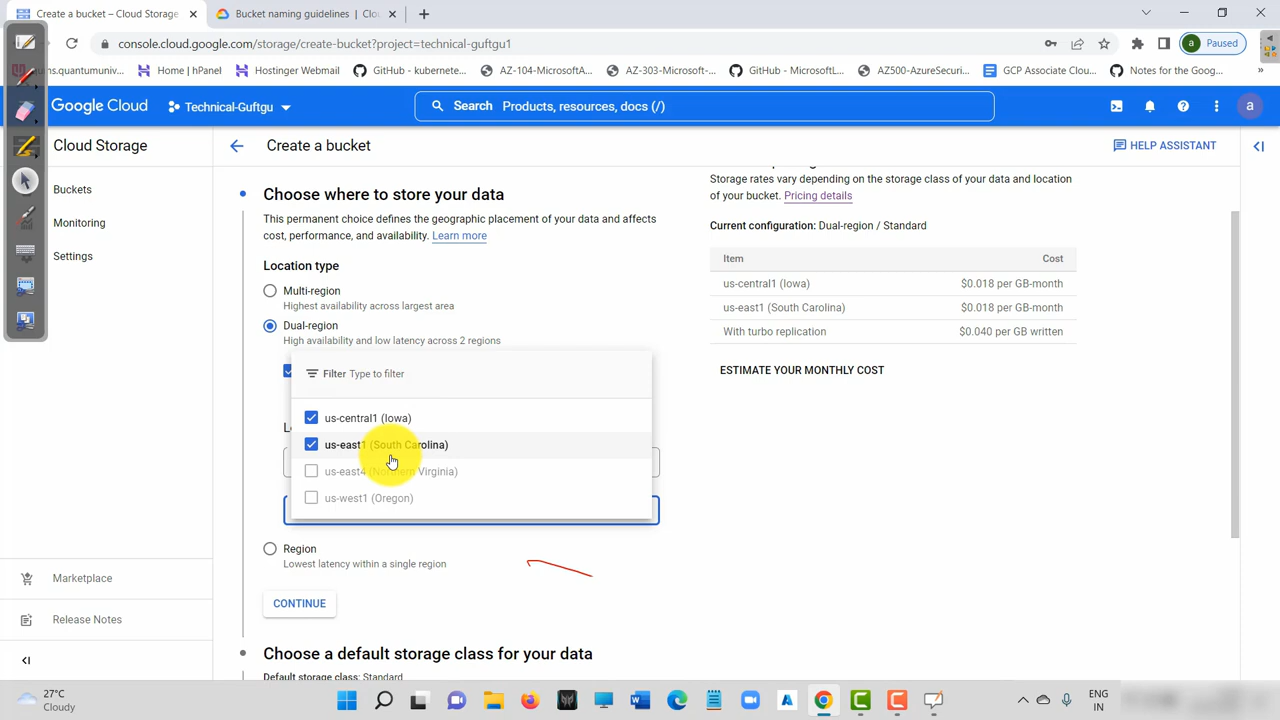 Create a bucket – Cloud Storage
Bucket naming guidelines | Clou
console.cloud.google.com/storage/create-bucket?project=technical-guftgu1
a Paused
ums.quantumuniv...
Home | hPanel
Hostinger Webmail
GitHub - kubernete...
AZ-104-MicrosoftA...
AZ-303-Microsoft-...
GitHub - MicrosoftL...
AZ500-AzureSecuri...
GCP Associate Clou...
Notes for the Goog...
Google Cloud
Technical-Guftgu
Search Products, resources, docs (/)
a
Cloud Storage
Create a bucket
HELP ASSISTANT
Buckets
Monitoring
Settings
Choose where to store your data
This permanent choice defines the geographic placement of your data and affects
cost, performance, and availability. Learn more
Location type
Multi-region
Highest availability across largest area
Dual-region
High availability and low latency across 2 regions
Filter Type to filter
us-central1 (Iowa)
us-east1 (South Carolina)
us-east4 (Northern Virginia)
us-west1 (Oregon)
Region
Lowest latency within a single region
CONTINUE
Choose a default storage class for your data
Default storage class: Standard
Storage rates vary depending on the storage class of your data and location
of your bucket. Pricing details
Current configuration: Dual-region / Standard
Item Cost
us-central1 (Iowa) $0.018 per GB-month
us-east1 (South Carolina) $0.018 per GB-month
With turbo replication $0.040 per GB written
ESTIMATE YOUR MONTHLY COST
Marketplace
Release Notes
27°C
Cloudy
ENG
IN